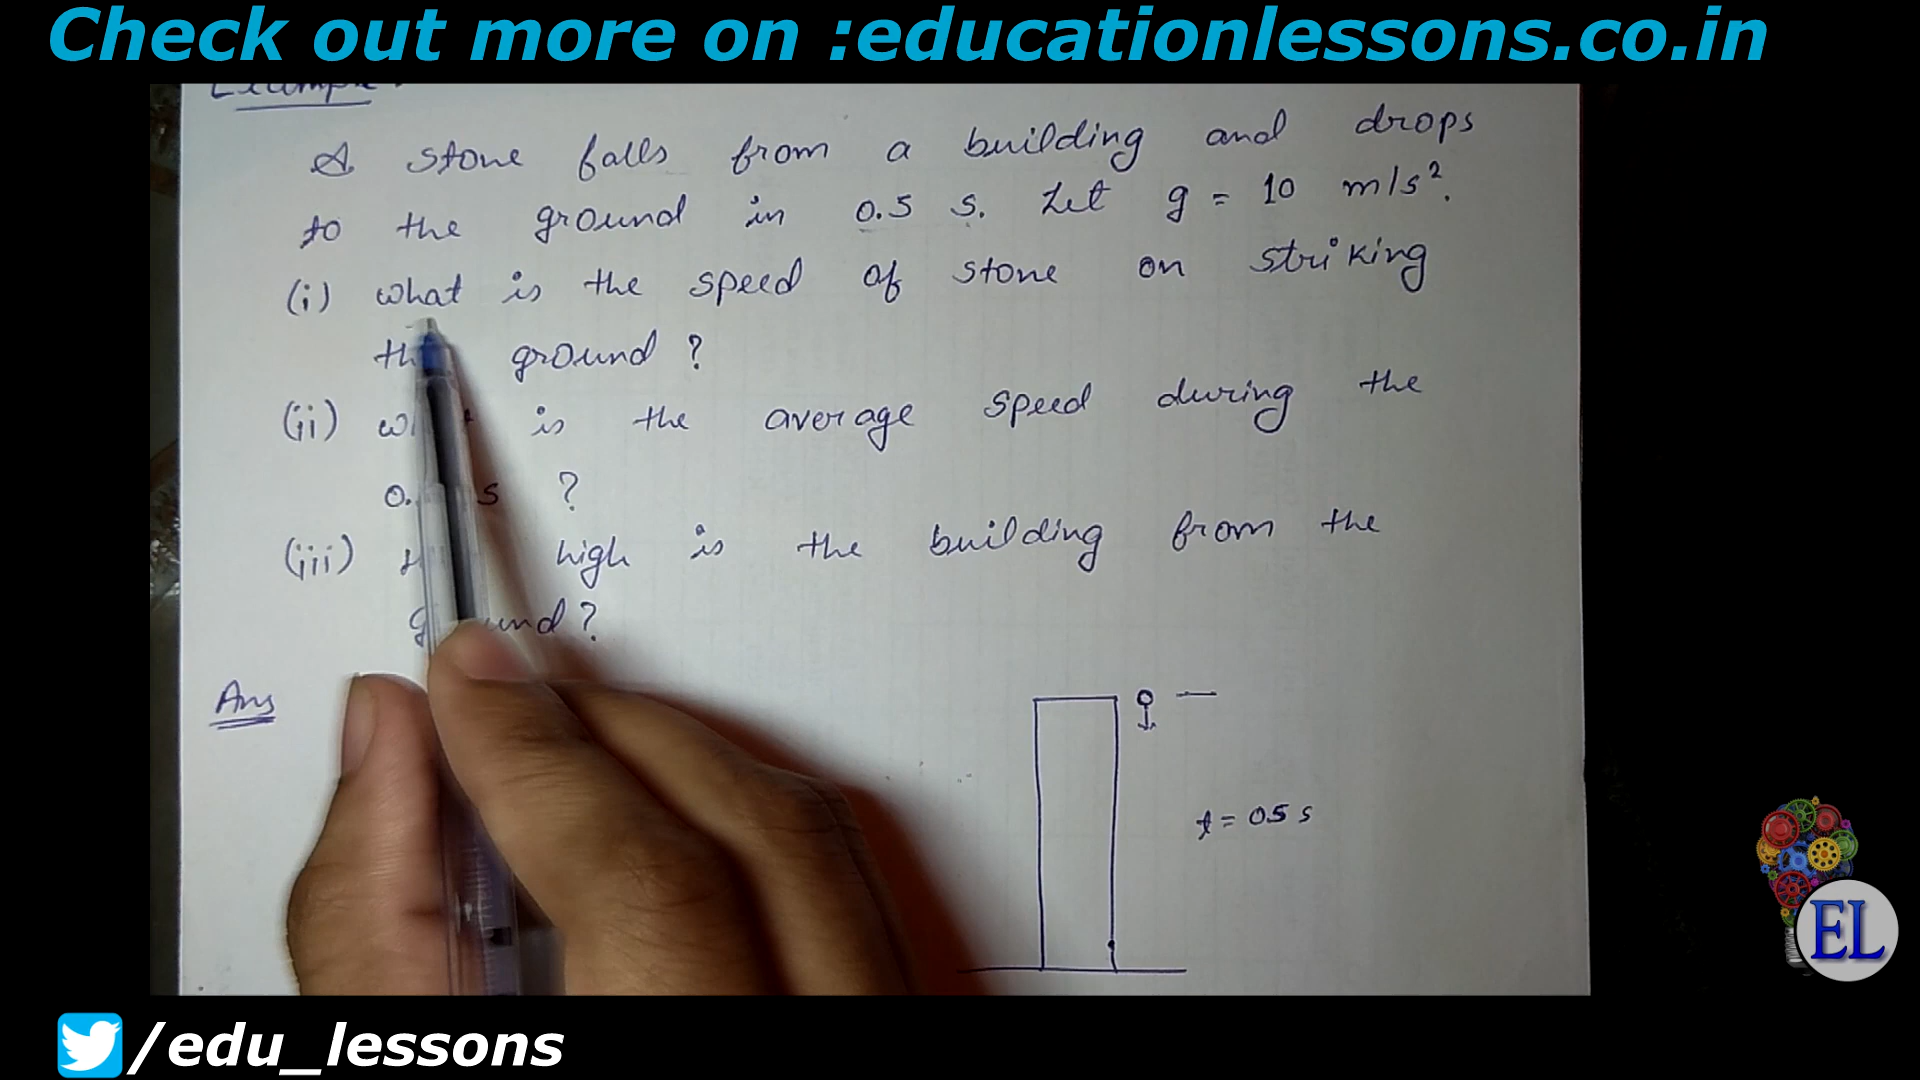 Check out more on :educationlessons.co.in
A stone falls from a building and drops
to the ground in 0.5 s. Let g = 10 m/s².
(i) what is the speed of stone on striking
ground ?
(ii) is the average speed during the
s ?
(iii) high is the building from the
?
Ans
t = 0.5 s
EL
/edu_lessons